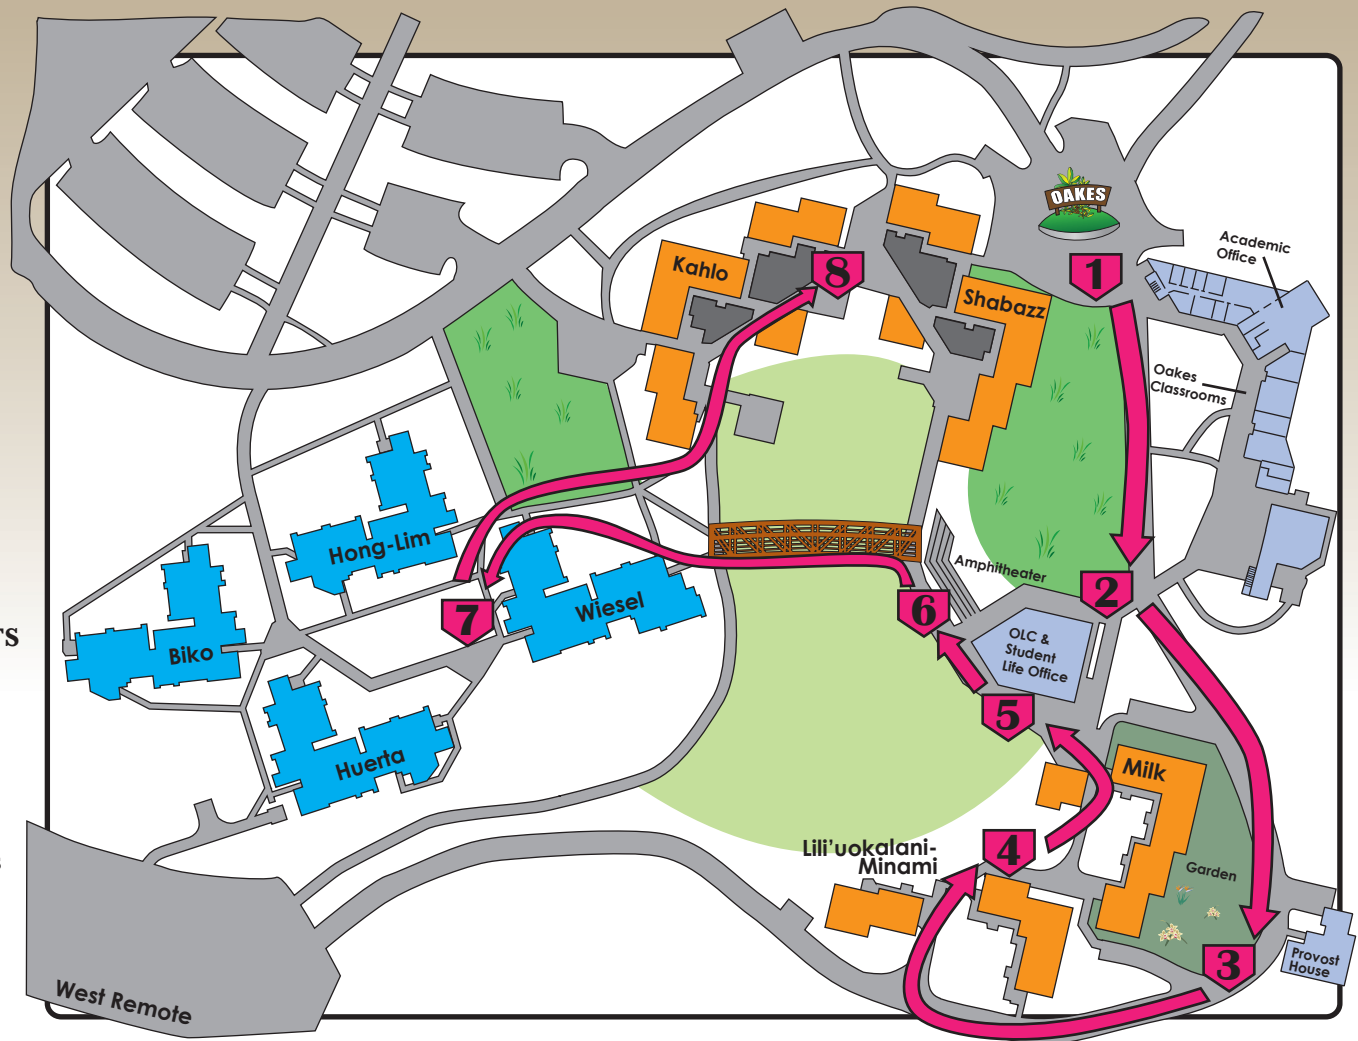 OAKES
1
Academic
Office
8
Kahlo
Shabazz
Oakes
Classrooms
Hong-Lim
Amphitheater
2
7
Wiesel
6
TS
OLC &
Student
Life Office
Biko
5
Huerta
Milk
4
Lili'uokalani-
Minami
Garden
3
Provost
House
West Remote